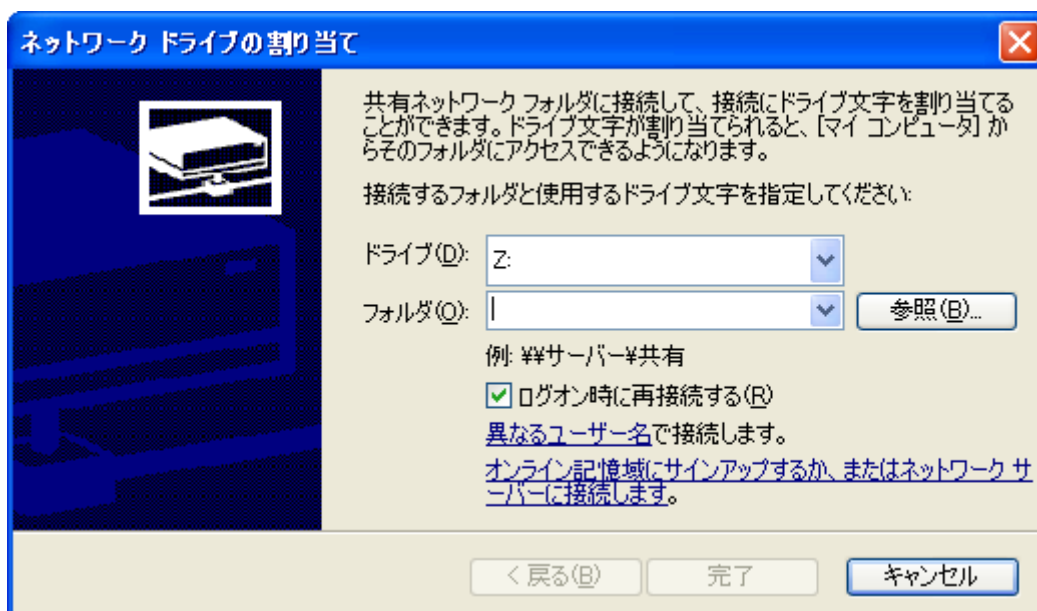 ネットワーク ドライブの割り当て
共有ネットワーク フォルダに接続して、接続にドライブ文字を割り当てる
ことができます。ドライブ文字が割り当てられると、[マイ コンピュータ] か
らそのフォルダにアクセスできるようになります。
接続するフォルダと使用するドライブ文字を指定してください:
ドライブ(D): Z:
フォルダ(O): 参照(B)...
例: ¥¥サーバー¥共有
ログオン時に再接続する(R)
異なるユーザー名で接続します。
オンライン記憶域にサインアップするか、またはネットワーク サ
ーバーに接続します。
< 戻る(B) 完了 キャンセル